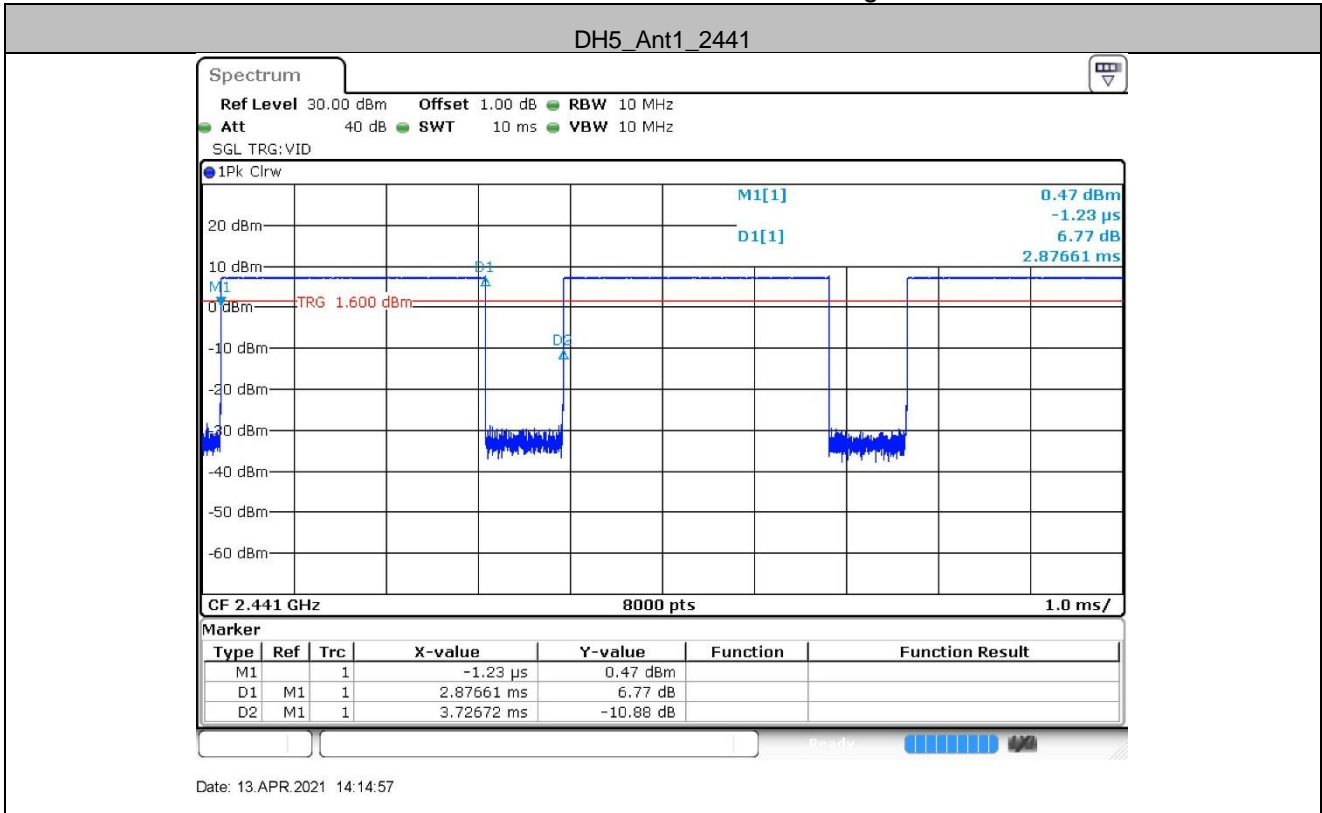 DH5_Ant1_2441
Spectrum
Ref Level 30.00 dBm Offset 1.00 dB RBW 10 MHz
Att 40 dB SWT 10 ms VBW 10 MHz
SGL TRG:VID
1Pk Clrw
M1[1] 0.47 dBm
-1.23 µs
D1[1] 6.77 dB
2.87661 ms
20 dBm
10 dBm
D1
M1
0 dBm
TRG 1.600 dBm
D2
-10 dBm
-20 dBm
-30 dBm
-40 dBm
-50 dBm
-60 dBm
CF 2.441 GHz 8000 pts 1.0 ms/
Marker
Type Ref Trc X-value Y-value Function Function Result
M1 1 -1.23 µs 0.47 dBm
D1 M1 1 2.87661 ms 6.77 dB
D2 M1 1 3.72672 ms -10.88 dB
Ready
Date: 13.APR.2021 14:14:57